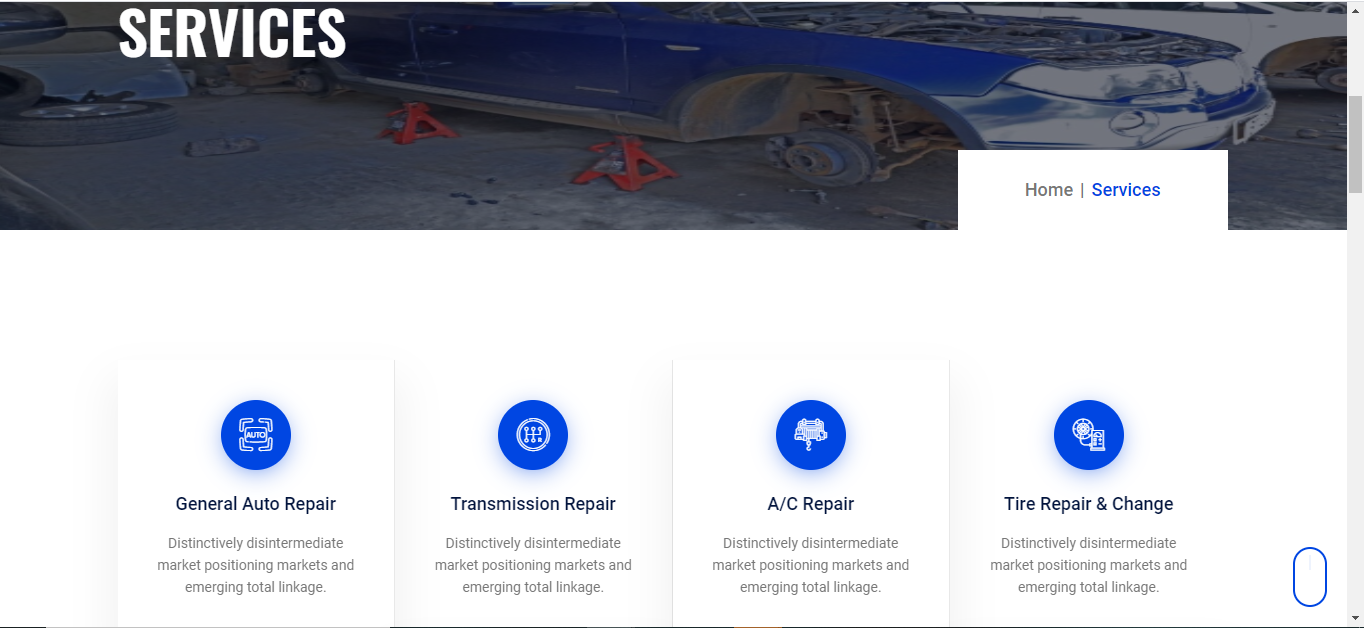 SERVICES
Home | Services
AUTO
R
General Auto Repair
Distinctively disintermediate
market positioning markets and
emerging total linkage.
Transmission Repair
Distinctively disintermediate
market positioning markets and
emerging total linkage.
A/C Repair
Distinctively disintermediate
market positioning markets and
emerging total linkage.
Tire Repair & Change
Distinctively disintermediate
market positioning markets and
emerging total linkage.